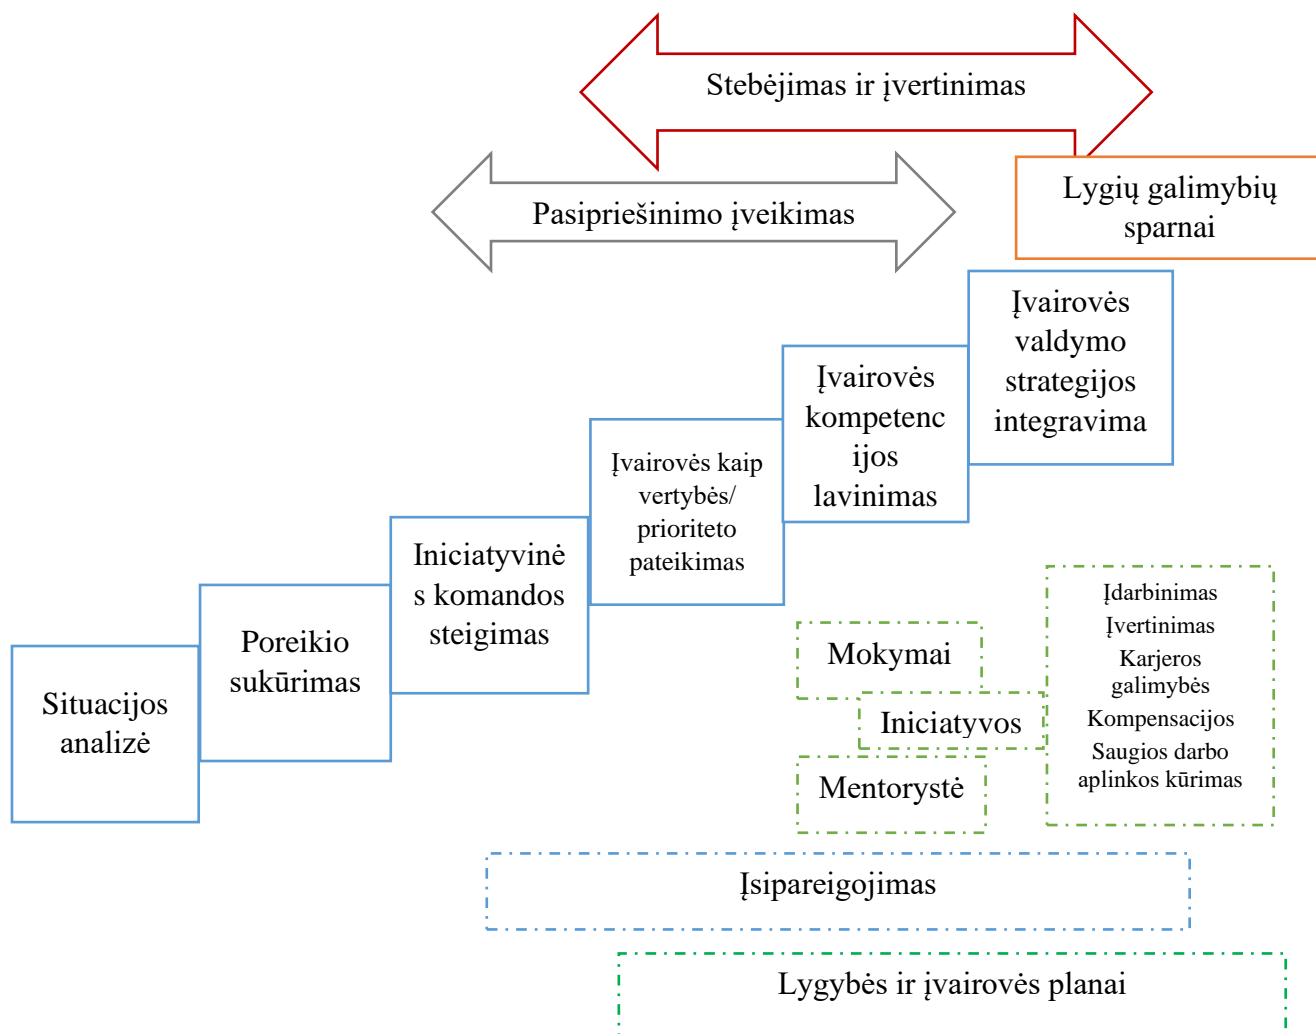 Stebėjimas ir įvertinimas
Pasipriešinimo įveikimas
Lygių galimybių
sparnai
Įvairovės
valdymo
strategijos
integravima
Įvairovės
kompetenc
ijos
lavinimas
Įvairovės kaip
vertybės/
prioriteto
pateikimas
Iniciatyvinė
s komandos
steigimas
Poreikio
sukūrimas
Situacijos
analizė
Mokymai
Iniciatyvos
Mentorystė
Įdarbinimas
Įvertinimas
Karjeros
galimybės
Kompensacijos
Saugios darbo
aplinkos kūrimas
Įsipareigojimas
Lygybės ir įvairovės planai